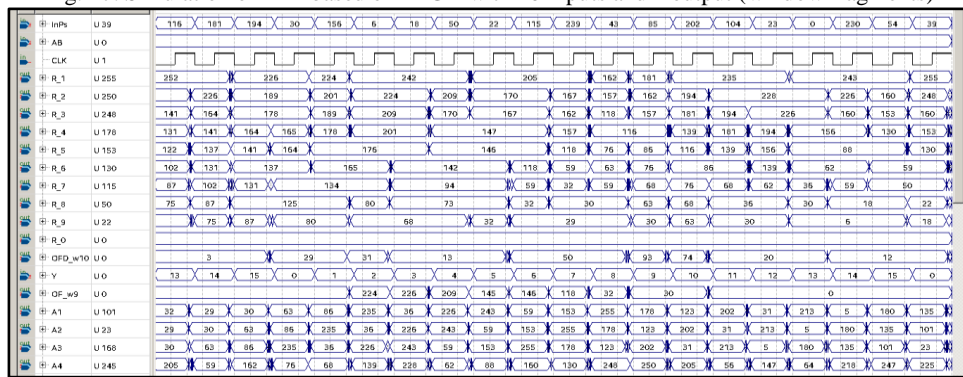 InPs U 39 116 181 194 30 156 6 18 50 22 115 239 43 85 202 104 23 0 230 54 39
AB U 0
CLK U 1
R_1 U 255 252 226 224 242 205 162 181 235 243 255
R_2 U 250 226 189 201 224 209 170 167 157 162 194 228 226 160 248
R_3 U 248 141 164 178 189 209 170 167 162 118 157 181 194 226 160 153 160
R_4 U 178 131 141 164 165 178 201 147 157 116 139 181 194 156 130 153
R_5 U 153 122 137 141 164 176 146 118 76 86 116 139 156 88 130
R_6 U 130 102 131 137 165 142 118 59 63 76 86 139 62 59
R_7 U 115 87 102 131 134 94 59 32 59 68 76 68 62 36 59 50
R_8 U 50 75 87 125 80 73 32 30 63 68 36 30 18 22
R_9 U 22 75 87 80 68 32 29 30 63 30 6 18
R_0 U 0
OFD_w10 U 0 3 29 31 13 50 93 74 20 12
Y U 0 13 14 15 0 1 2 3 4 5 6 7 8 9 10 11 12 13 14 15 0
OF_w9 U 0 224 226 209 145 146 118 32 30 0
A1 U 101 32 29 30 63 86 235 36 226 243 59 153 255 178 123 202 31 213 5 180 135
A2 U 23 29 30 63 86 235 36 226 243 59 153 255 178 123 202 31 213 5 180 135 101
A3 U 168 30 63 86 235 36 226 243 59 153 255 178 123 202 31 213 5 180 135 101 23
A4 U 245 205 59 162 76 68 139 228 62 88 160 130 248 250 205 56 147 64 218 247 225